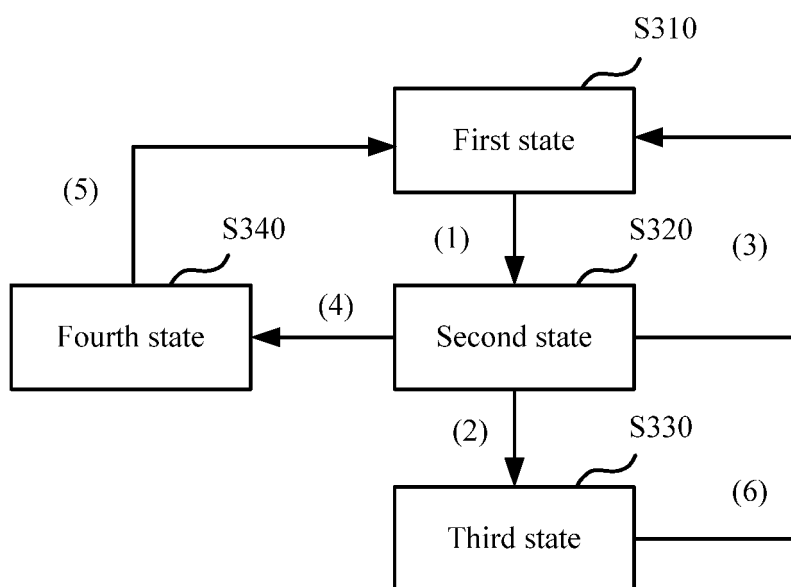 S310
First state
(5)
(1)
S340
S320
(3)
Fourth state
(4)
Second state
(2)
S330
(6)
Third state